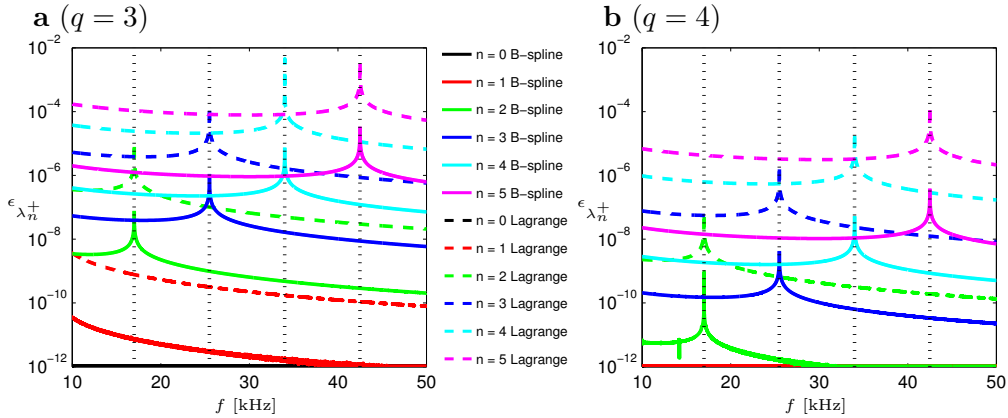 a (q = 3)
b (q = 4)
10⁻²
10⁻⁴
10⁻⁶
10⁻⁸
10⁻¹⁰
10⁻¹²
ϵλₙ⁺
10 20 30 40 50
f [kHz]
n = 0 B−spline
n = 1 B−spline
n = 2 B−spline
n = 3 B−spline
n = 4 B−spline
n = 5 B−spline
n = 0 Lagrange
n = 1 Lagrange
n = 2 Lagrange
n = 3 Lagrange
n = 4 Lagrange
n = 5 Lagrange
10⁻²
10⁻⁴
10⁻⁶
10⁻⁸
10⁻¹⁰
10⁻¹²
ϵλₙ⁺
10 20 30 40 50
f [kHz]